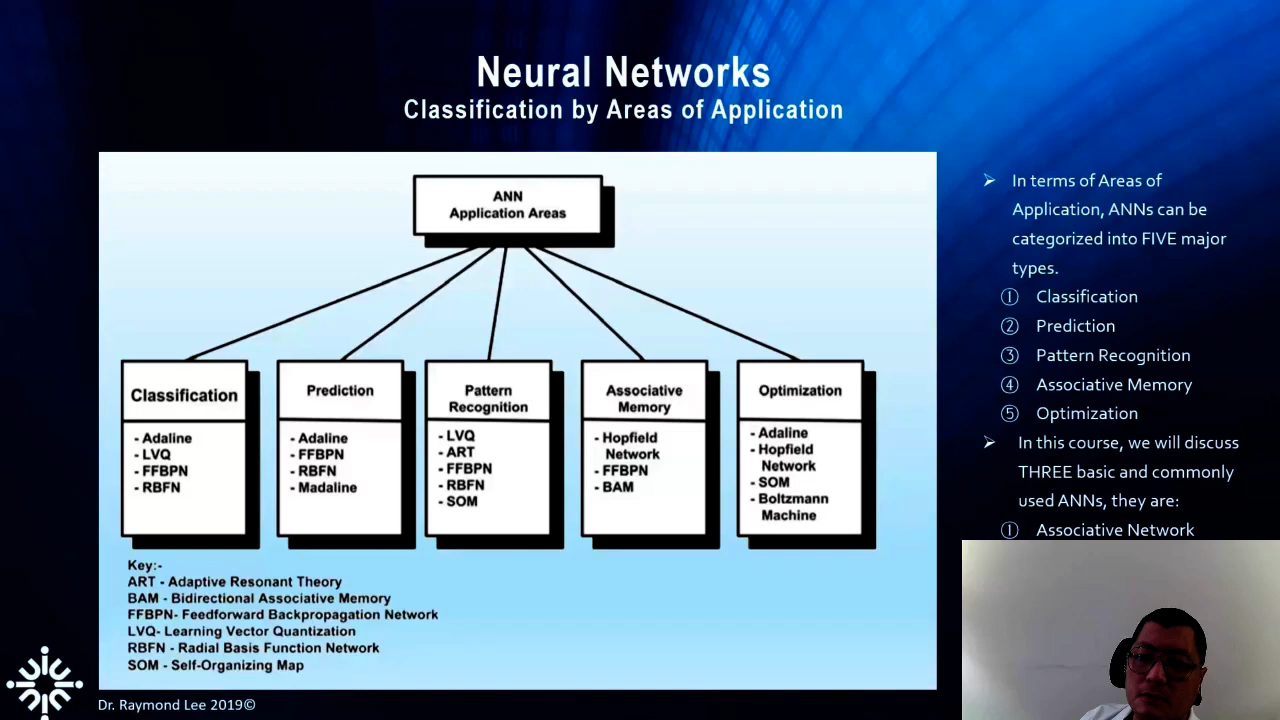 Neural Networks
Classification by Areas of Application
ANN
Application Areas
Classification
- Adaline
- LVQ
- FFBPN
- RBFN
Prediction
- Adaline
- FFBPN
- RBFN
- Madaline
Pattern
Recognition
- LVQ
- ART
- FFBPN
- RBFN
- SOM
Associative
Memory
- Hopfield
Network
- FFBPN
- BAM
Optimization
- Adaline
- Hopfield
Network
- SOM
- Boltzmann
Machine
Key:-
ART - Adaptive Resonant Theory
BAM - Bidirectional Associative Memory
FFBPN- Feedforward Backpropagation Network
LVQ- Learning Vector Quantization
RBFN - Radial Basis Function Network
SOM - Self-Organizing Map
➢ In terms of Areas of
Application, ANNs can be
categorized into FIVE major
types.
① Classification
② Prediction
③ Pattern Recognition
④ Associative Memory
⑤ Optimization
➢ In this course, we will discuss
THREE basic and commonly
used ANNs, they are:
① Associative Network
Dr. Raymond Lee 2019©